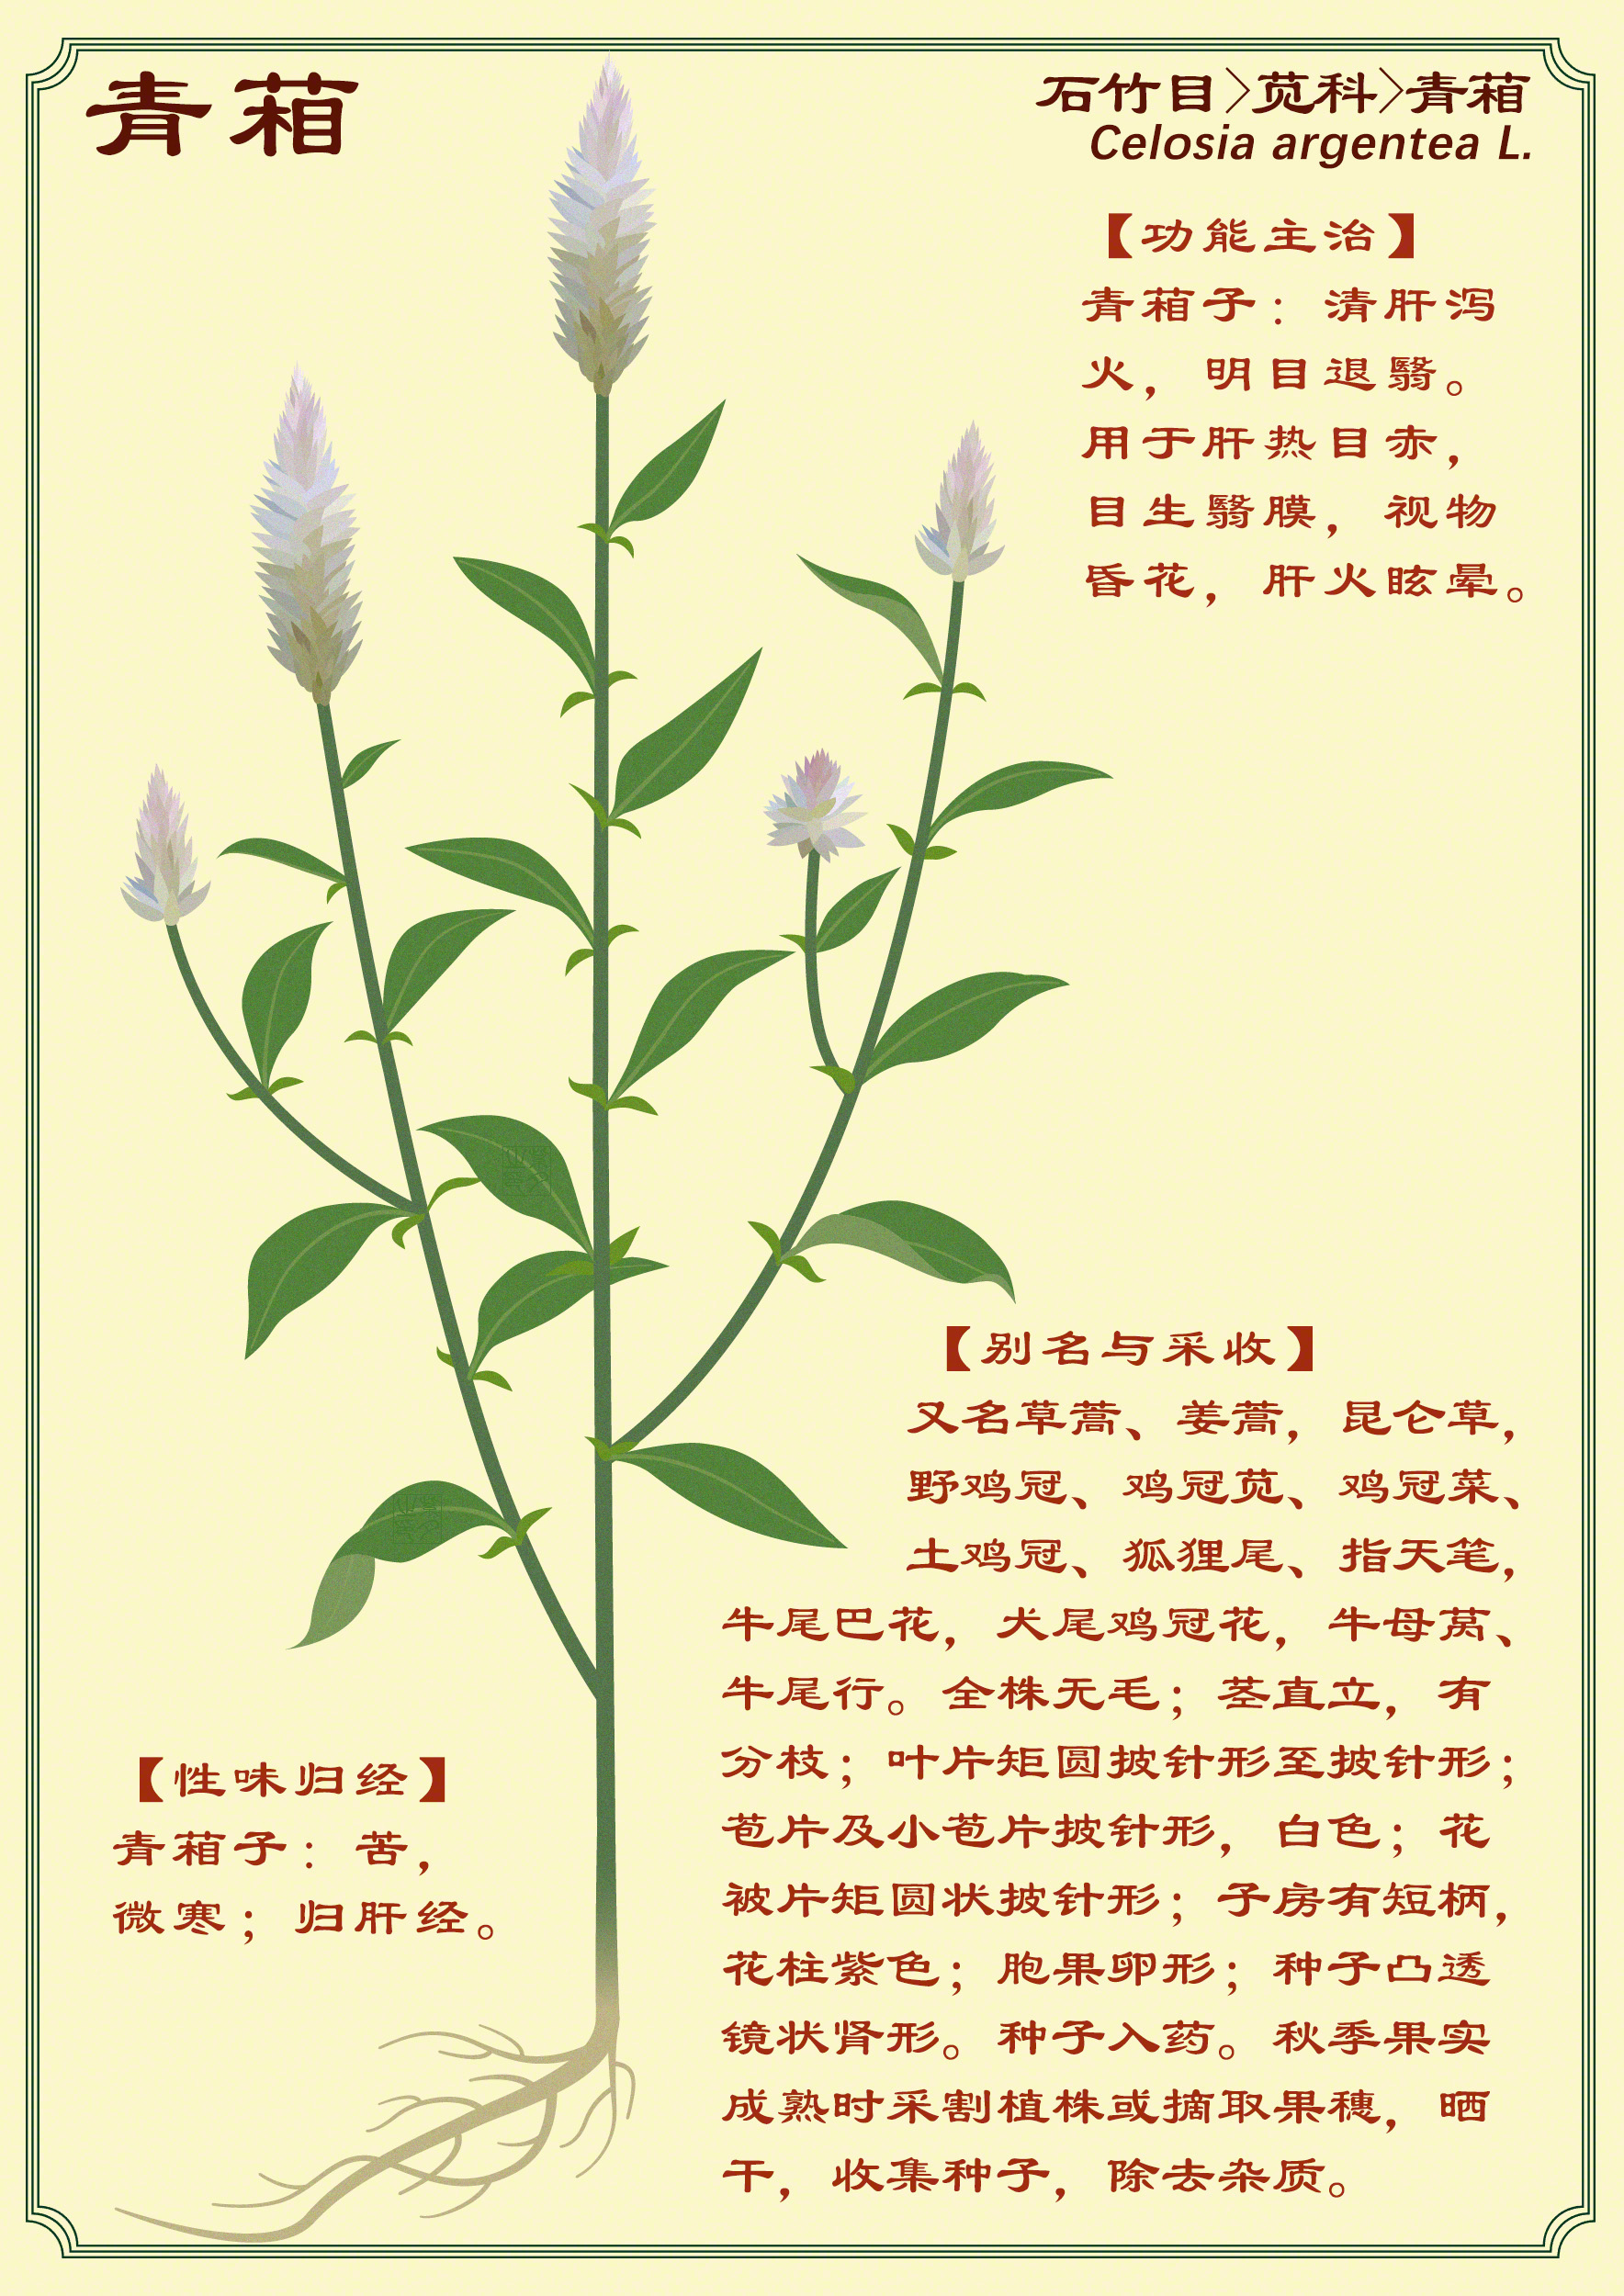 青葙
石竹目>苋科>青葙
Celosia argentea L.
【功能主治】
青葙子：清肝泻
火，明目退翳。
用于肝热目赤，
目生翳膜，视物
昏花，肝火眩晕。
【别名与采收】
又名草蒿、姜蒿，昆仑草，
野鸡冠、鸡冠苋、鸡冠菜、
土鸡冠、狐狸尾、指天笔，
牛尾巴花，犬尾鸡冠花，牛母莴、
牛尾行。全株无毛；茎直立，有
分枝；叶片矩圆披针形至披针形；
苞片及小苞片披针形，白色；花
被片矩圆状披针形；子房有短柄，
花柱紫色；胞果卵形；种子凸透
镜状肾形。种子入药。秋季果实
成熟时采割植株或摘取果穗，晒
干，收集种子，除去杂质。
【性味归经】
青葙子：苦，
微寒；归肝经。